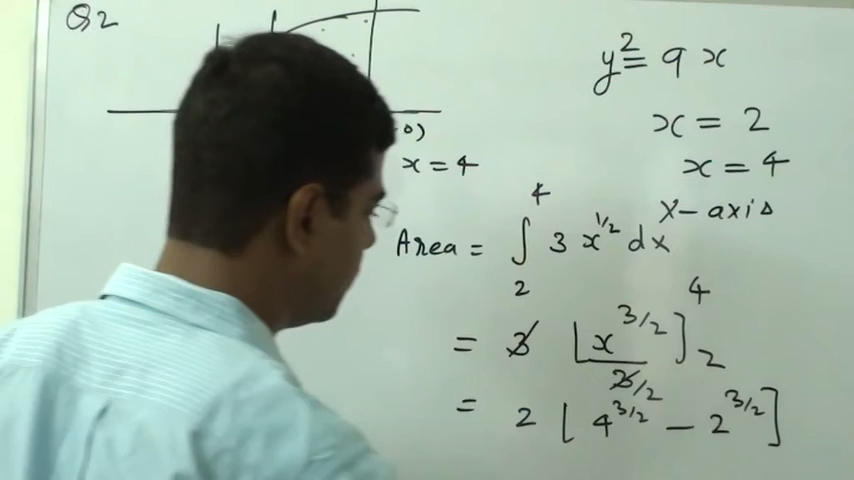 Q2
y² = 9x
x = 2
x = 4
x = 4
X-axis
Area = ∫₂⁴ 3 x^1/2 dx
= 3 [x^3/2 / 3/2]₂⁴
= 2 [4^3/2 - 2^3/2]